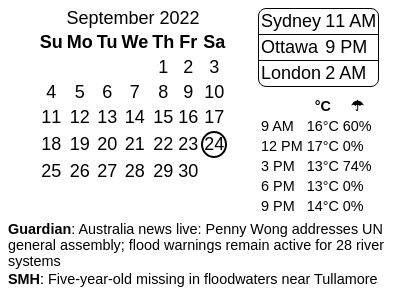 September 2022
Su Mo Tu We Th Fr Sa
1 2 3
4 5 6 7 8 9 10
11 12 13 14 15 16 17
18 19 20 21 22 23 24
25 26 27 28 29 30
Sydney 11 AM
Ottawa 9 PM
London 2 AM
°C ☂
9 AM 16°C 60%
12 PM 17°C 0%
3 PM 13°C 74%
6 PM 13°C 0%
9 PM 14°C 0%
Guardian: Australia news live: Penny Wong addresses UN
general assembly; flood warnings remain active for 28 river
systems
SMH: Five-year-old missing in floodwaters near Tullamore